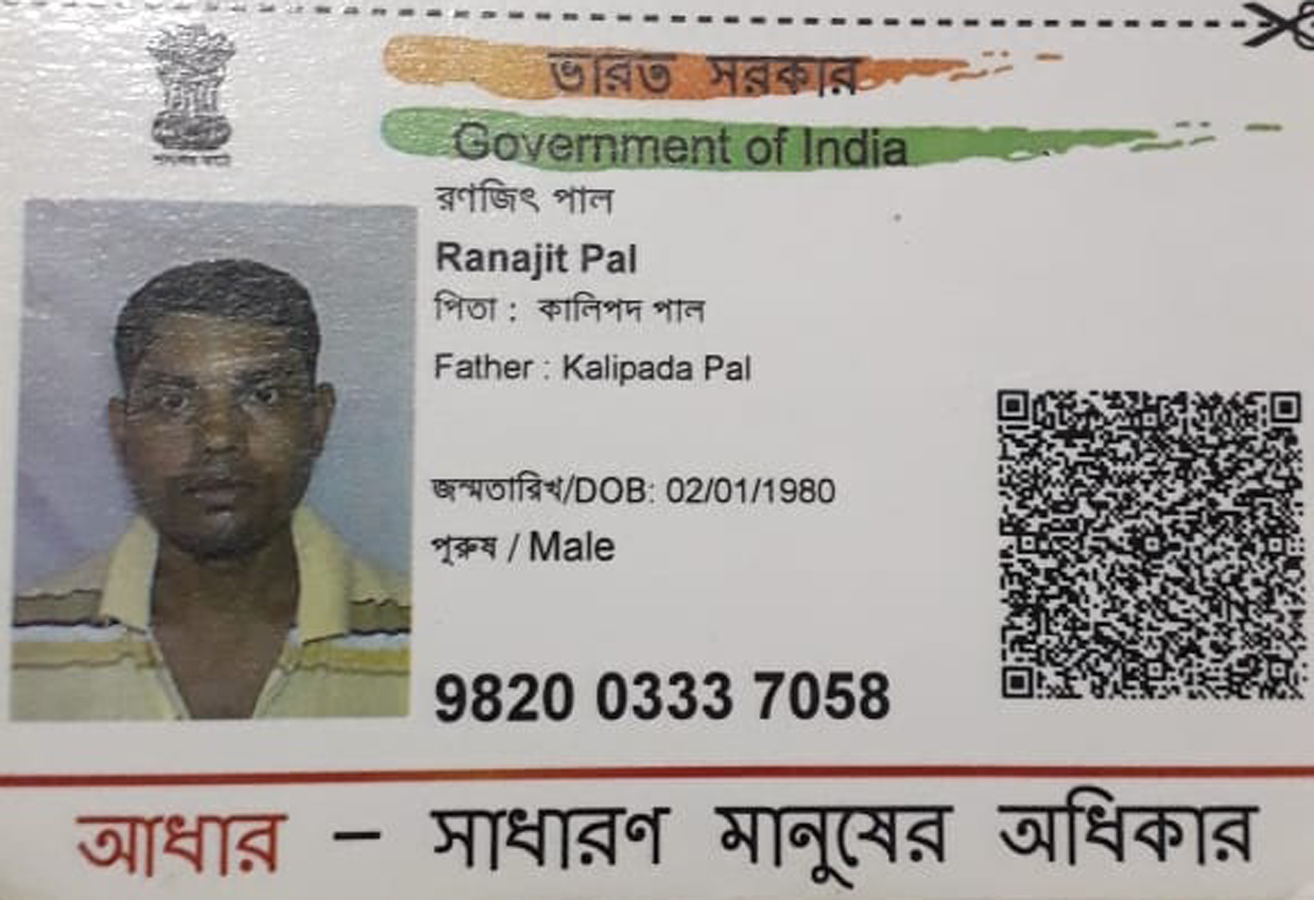 ভারত সরকার
Government of India
রণজিৎ পাল
Ranajit Pal
পিতা : কালিপদ পাল
Father : Kalipada Pal
জন্মতারিখ/DOB: 02/01/1980
পুরুষ / Male
9820 0333 7058
আধার – সাধারণ মানুষের অধিকার